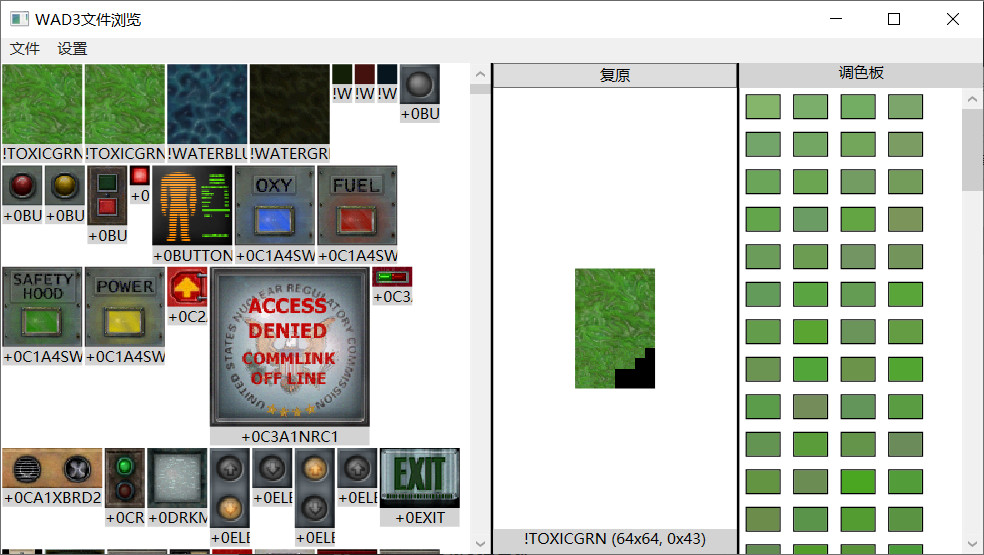 WAD3文件浏览
文件 设置
复原
调色板
!TOXICGRN !TOXICGRN !WATERBLU !WATERGR !W !W !W +0BU
OXY FUEL
+0BU +0BU +0BU +0 +0BUTTON +0C1A4SW +0C1A4SW
SAFETY HOOD POWER
+0C1A4SW +0C1A4SW +0C2 +0C3
UNITED STATES NUCLEAR REGULATORY COMMISSION
ACCESS
DENIED
COMMLINK
OFF LINE
+0C3A1NRC1
EXIT
+0CA1XBRD2 +0CR +0DRKM +0ELE +0ELE +0ELE +0ELE +0EXIT
!TOXICGRN (64x64, 0x43)